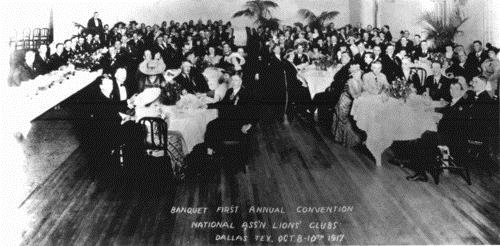 BANQUET FIRST ANNUAL CONVENTION
NATIONAL ASS'N LIONS' CLUBS
DALLAS TEX. OCT. 8-10TH 1917